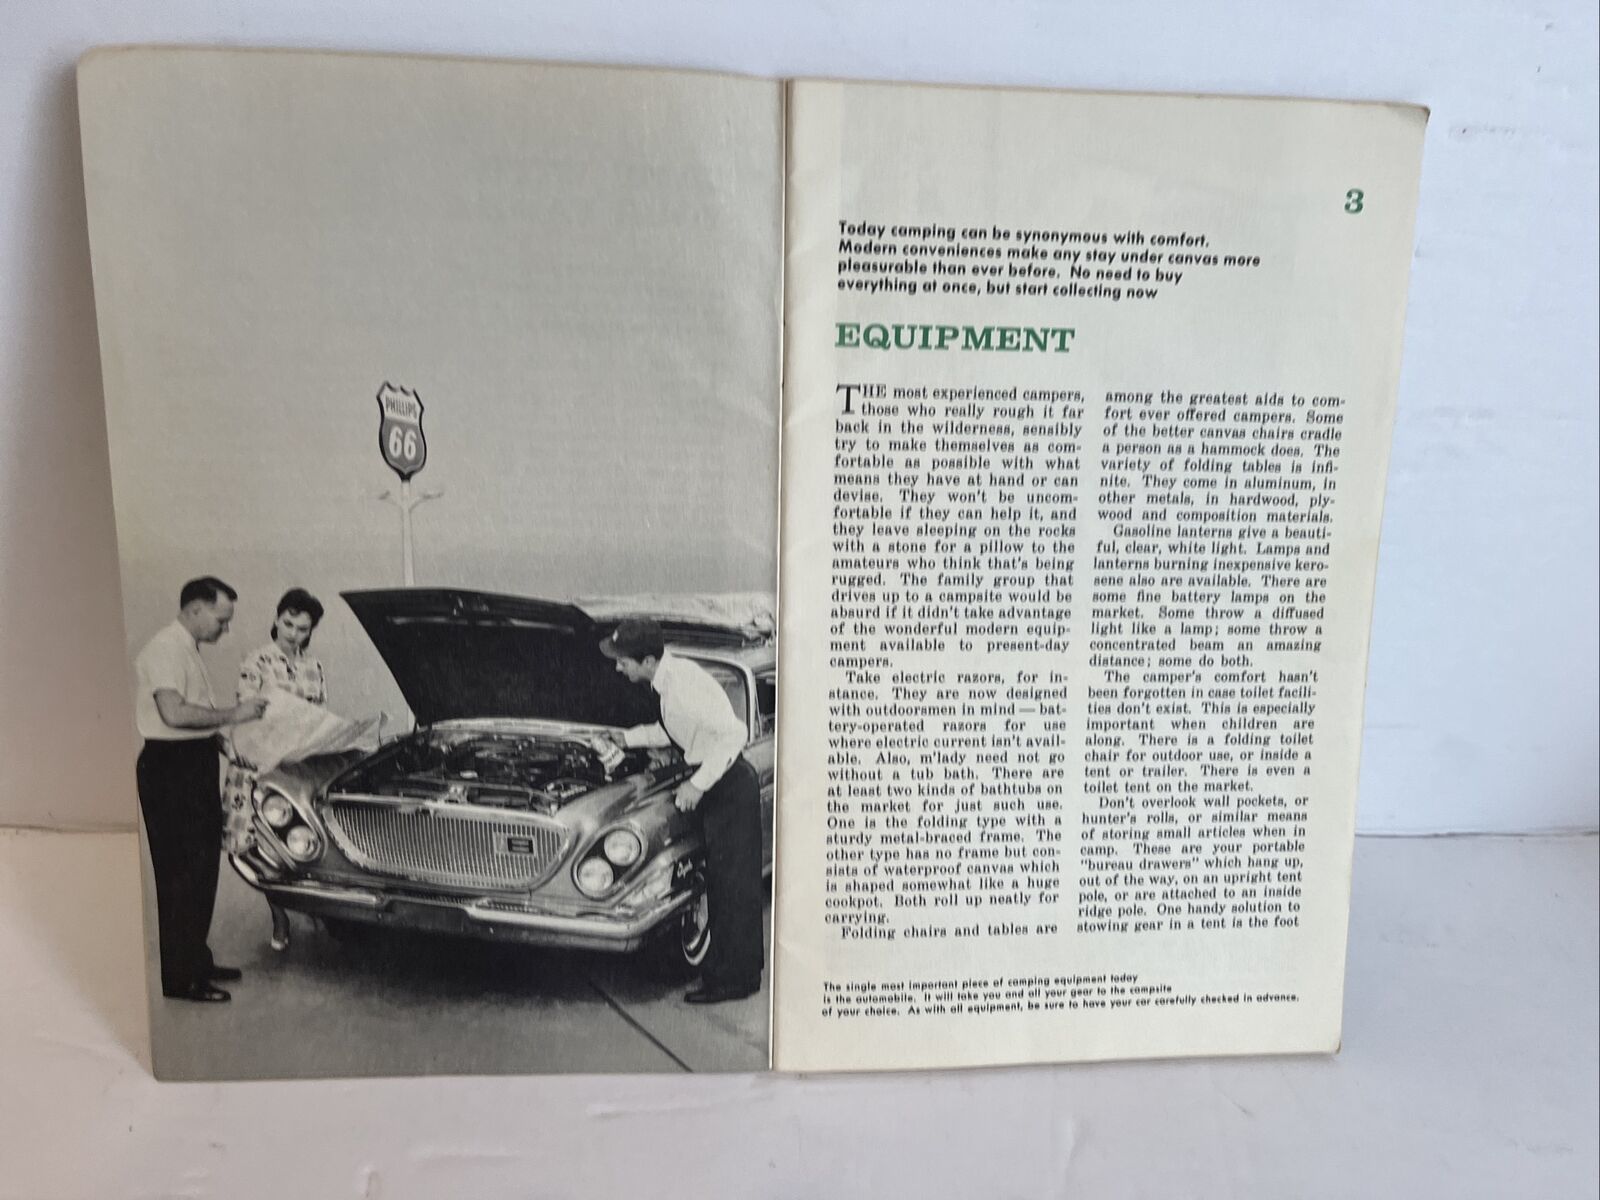 PHILLIPS
66
3
Today camping can be synonymous with comfort.
Modern conveniences make any stay under canvas more
pleasurable than ever before. No need to buy
everything at once, but start collecting now
EQUIPMENT
THE most experienced campers,
those who really rough it far
back in the wilderness, sensibly
try to make themselves as com-
fortable as possible with what
means they have at hand or can
devise. They won't be uncom-
fortable if they can help it, and
they leave sleeping on the rocks
with a stone for a pillow to the
amateurs who think that's being
rugged. The family group that
drives up to a campsite would be
absurd if it didn't take advantage
of the wonderful modern equip-
ment available to present-day
campers.
Take electric razors, for in-
stance. They are now designed
with outdoorsmen in mind — bat-
tery-operated razors for use
where electric current isn't avail-
able. Also, m'lady need not go
without a tub bath. There are
at least two kinds of bathtubs on
the market for just such use.
One is the folding type with a
sturdy metal-braced frame. The
other type has no frame but con-
sists of waterproof canvas which
is shaped somewhat like a huge
cookpot. Both roll up neatly for
carrying.
Folding chairs and tables are
among the greatest aids to com-
fort ever offered campers. Some
of the better canvas chairs cradle
a person as a hammock does. The
variety of folding tables is infi-
nite. They come in aluminum, in
other metals, in hardwood, ply-
wood and composition materials.
Gasoline lanterns give a beauti-
ful, clear, white light. Lamps and
lanterns burning inexpensive kero-
sene also are available. There are
some fine battery lamps on the
market. Some throw a diffused
light like a lamp; some throw a
concentrated beam an amazing
distance; some do both.
The camper's comfort hasn't
been forgotten in case toilet facili-
ties don't exist. This is especially
important when children are
along. There is a folding toilet
chair for outdoor use, or inside a
tent or trailer. There is even a
toilet tent on the market.
Don't overlook wall pockets, or
hunter's rolls, or similar means
of storing small articles when in
camp. These are your portable
"bureau drawers" which hang up,
out of the way, on an upright tent
pole, or are attached to an inside
ridge pole. One handy solution to
stowing gear in a tent is the foot
The single most important piece of camping equipment today
is the automobile. It will take you and all your gear to the campsite
of your choice. As with all equipment, be sure to have your car carefully checked in advance.